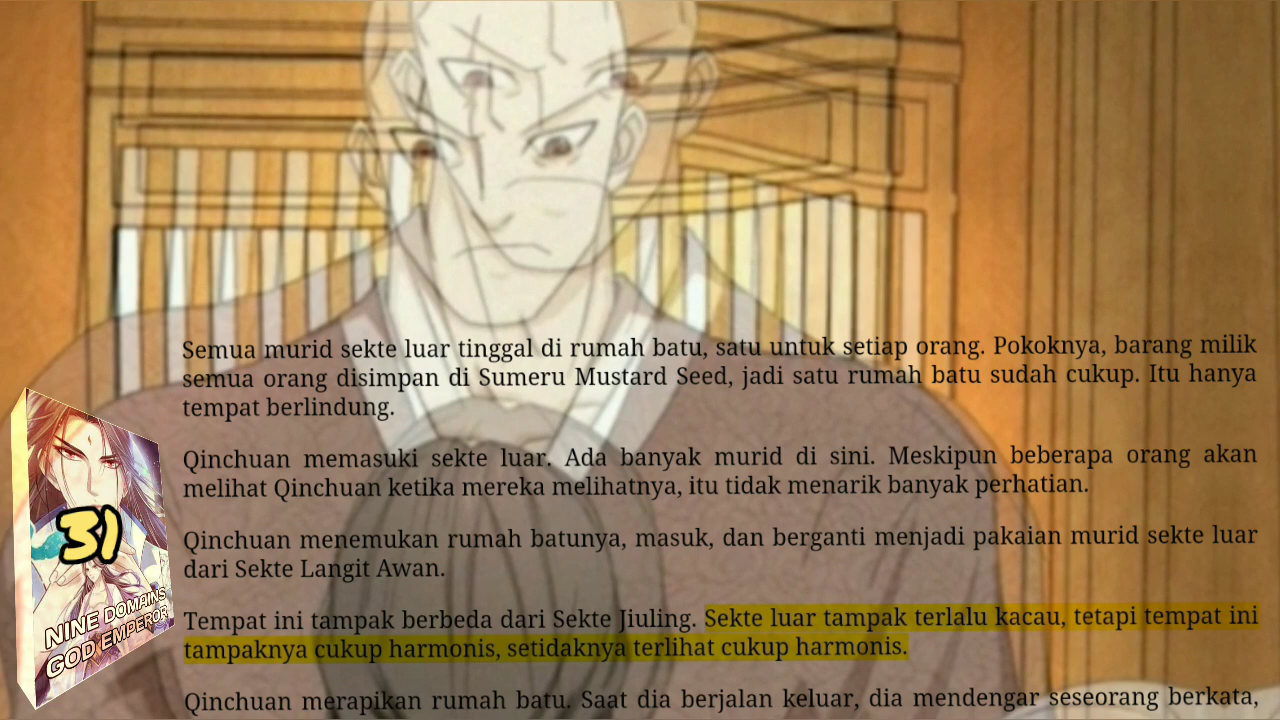 Semua murid sekte luar tinggal di rumah batu, satu untuk setiap orang. Pokoknya, barang milik
semua orang disimpan di Sumeru Mustard Seed, jadi satu rumah batu sudah cukup. Itu hanya
tempat berlindung.
Qinchuan memasuki sekte luar. Ada banyak murid di sini. Meskipun beberapa orang akan
melihat Qinchuan ketika mereka melihatnya, itu tidak menarik banyak perhatian.
Qinchuan menemukan rumah batunya, masuk, dan berganti menjadi pakaian murid sekte luar
dari Sekte Langit Awan.
Tempat ini tampak berbeda dari Sekte Jiuling. Sekte luar tampak terlalu kacau, tetapi tempat ini
tampaknya cukup harmonis, setidaknya terlihat cukup harmonis.
Qinchuan merapikan rumah batu. Saat dia berjalan keluar, dia mendengar seseorang berkata,
31
NINE DOMAINS
GOD EMPEROR